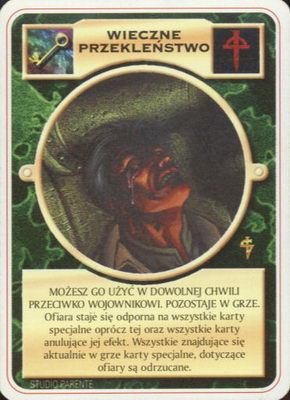 WIECZNE
PRZEKLEŃSTWO
MOŻESZ GO UŻYĆ W DOWOLNEJ CHWILI
PRZECIWKO WOJOWNIKOWI. POZOSTAJE W GRZE.
Ofiara staje się odporna na wszystkie karty
specjalne oprócz tej oraz wszystkich karty
anulujące jej efekt. Wszystkie znajdujące się
aktualnie w grze karty specjalne, dotyczące
ofiary są odrzucane.
STUDIO PARENTE